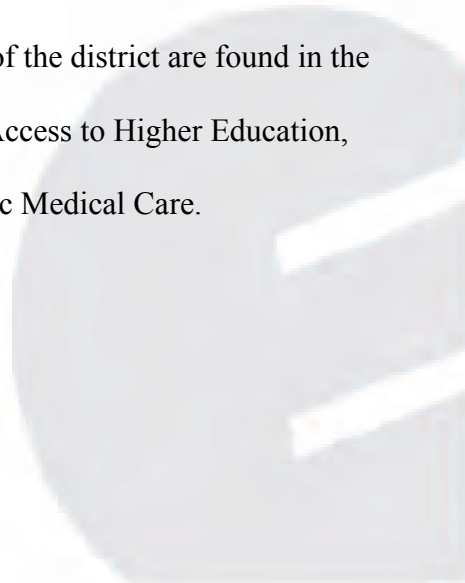 of the district are found in the
Access to Higher Education,
c Medical Care.